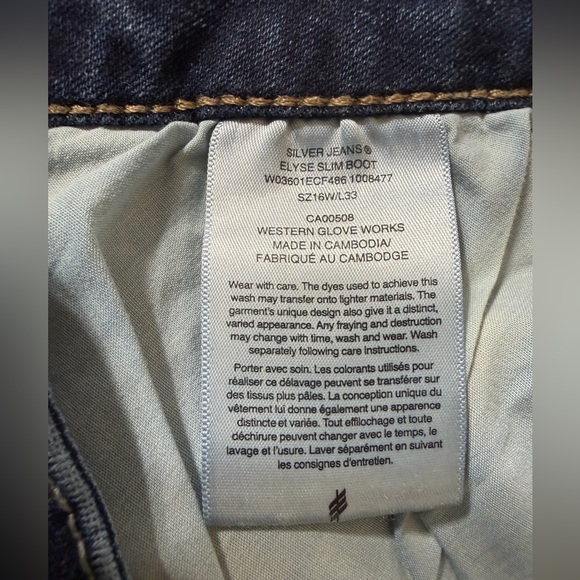 SILVER JEANS®
ELYSE SLIM BOOT
W03601ECF486 1008477
SZ16W/L33
CA00508
WESTERN GLOVE WORKS
MADE IN CAMBODIA/
FABRIQUÉ AU CAMBODGE
Wear with care. The dyes used to achieve this
wash may transfer onto lighter materials. The
garment's unique design also give it a distinct,
varied appearance. Any fraying and destruction
may change with time, wash and wear. Wash
separately following care instructions.
Porter avec soin. Les colorants utilisés pour
réaliser ce délavage peuvent se transférer sur
des tissus plus pâles. La conception unique du
vêtement lui donne également une apparence
distincte et variée. Tout effilochage et toute
déchirure peuvent changer avec le temps, le
lavage et l'usure. Laver séparément en suivant
les consignes d'entretien.